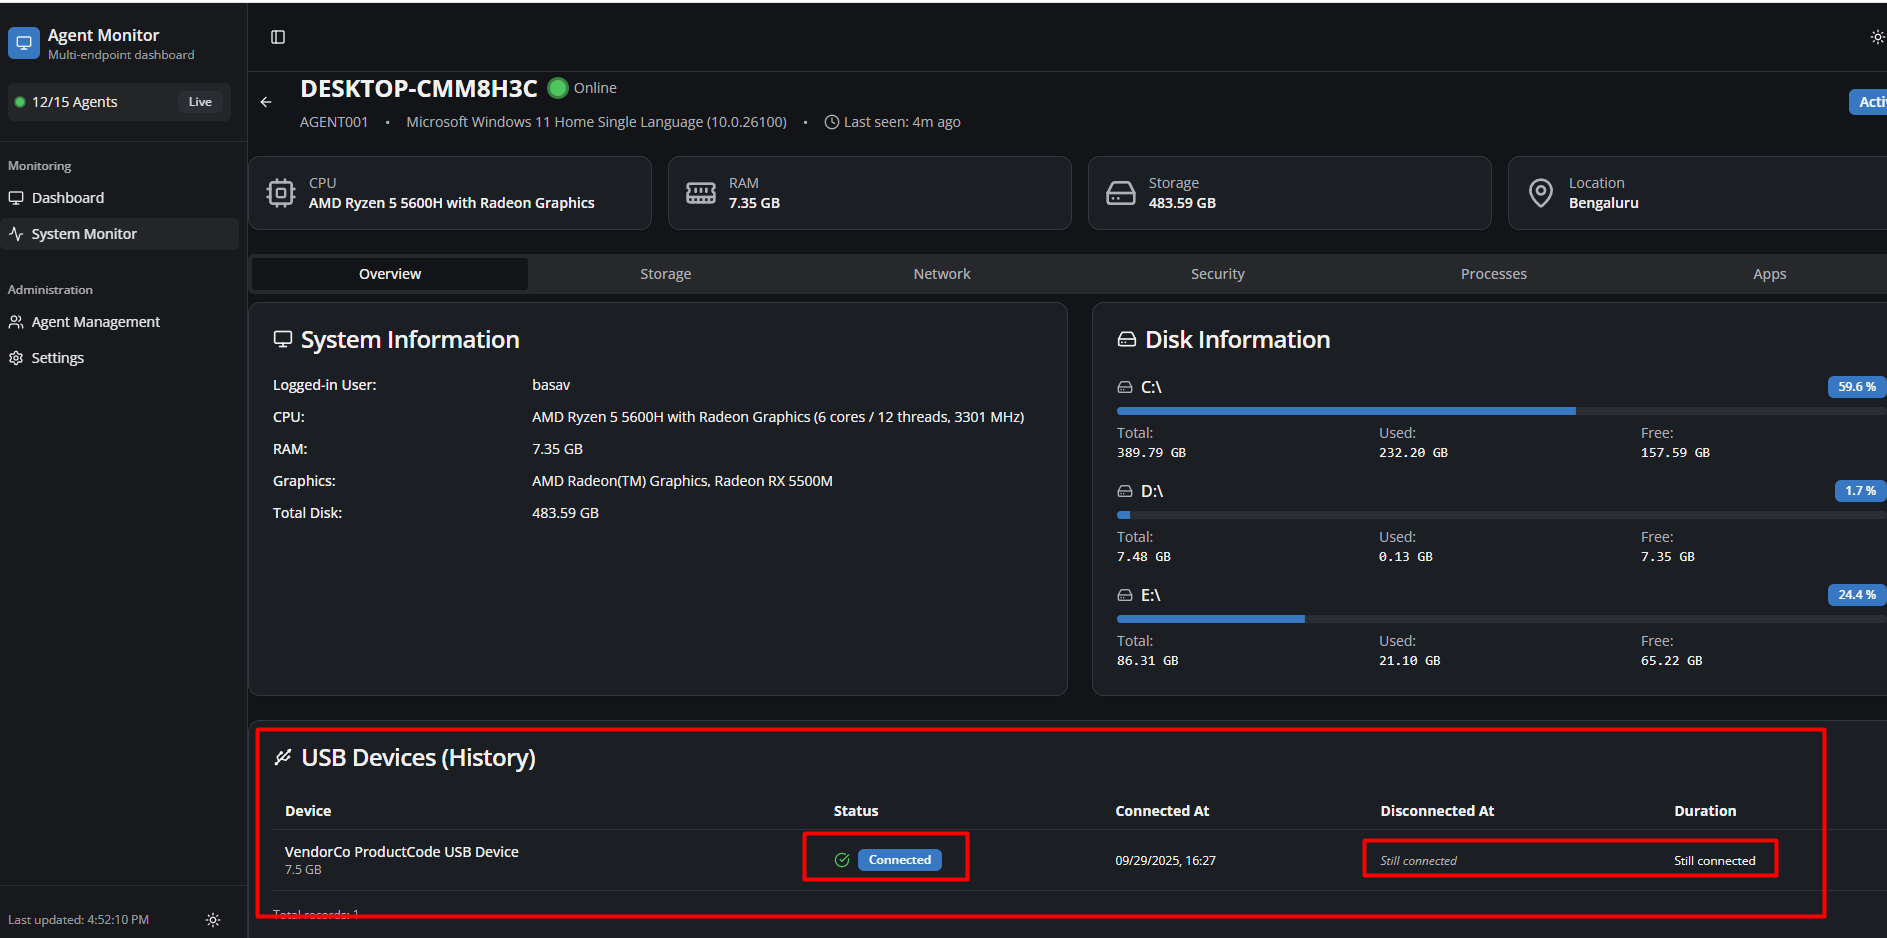 Agent Monitor
Multi-endpoint dashboard
12/15 Agents Live
Monitoring
Dashboard
System Monitor
Administration
Agent Management
Settings
Last updated: 4:52:10 PM
DESKTOP-CMM8H3C Online
AGENT001 • Microsoft Windows 11 Home Single Language (10.0.26100) • Last seen: 4m ago
Acti
CPU
AMD Ryzen 5 5600H with Radeon Graphics
RAM
7.35 GB
Storage
483.59 GB
Location
Bengaluru
Overview Storage Network Security Processes Apps
System Information
Logged-in User: basav
CPU: AMD Ryzen 5 5600H with Radeon Graphics (6 cores / 12 threads, 3301 MHz)
RAM: 7.35 GB
Graphics: AMD Radeon(TM) Graphics, Radeon RX 5500M
Total Disk: 483.59 GB
Disk Information
C:\ 59.6 %
Total: Used: Free:
389.79 GB 232.20 GB 157.59 GB
D:\ 1.7 %
Total: Used: Free:
7.48 GB 0.13 GB 7.35 GB
E:\ 24.4 %
Total: Used: Free:
86.31 GB 21.10 GB 65.22 GB
USB Devices (History)
Device Status Connected At Disconnected At Duration
VendorCo ProductCode USB Device Connected 09/29/2025, 16:27 Still connected Still connected
7.5 GB
Total records: 1